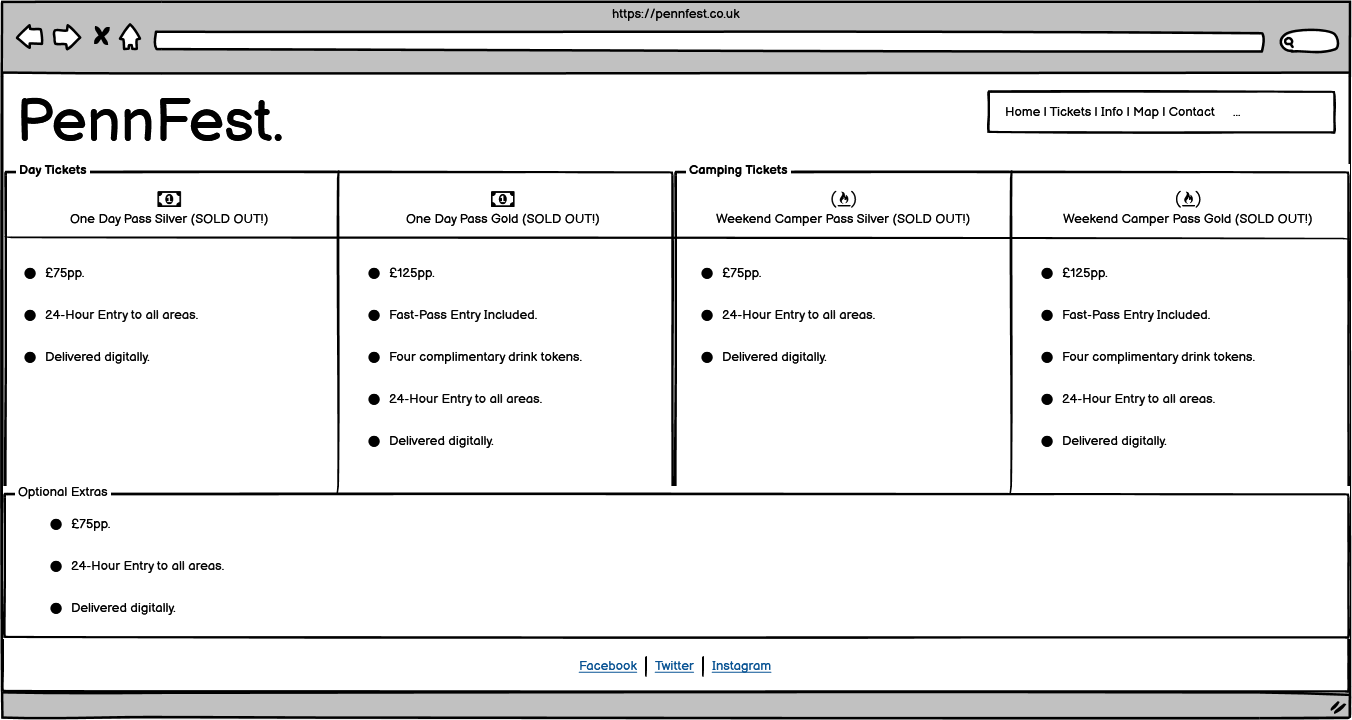 https://pennfest.co.uk
PennFest.
Home | Tickets | Info | Map | Contact ...
Day Tickets
1
One Day Pass Silver (SOLD OUT!)
£75pp.
24-Hour Entry to all areas.
Delivered digitally.
1
One Day Pass Gold (SOLD OUT!)
£125pp.
Fast-Pass Entry Included.
Four complimentary drink tokens.
24-Hour Entry to all areas.
Delivered digitally.
Camping Tickets
Weekend Camper Pass Silver (SOLD OUT!)
£75pp.
24-Hour Entry to all areas.
Delivered digitally.
Weekend Camper Pass Gold (SOLD OUT!)
£125pp.
Fast-Pass Entry Included.
Four complimentary drink tokens.
24-Hour Entry to all areas.
Delivered digitally.
Optional Extras
£75pp.
24-Hour Entry to all areas.
Delivered digitally.
Facebook | Twitter | Instagram